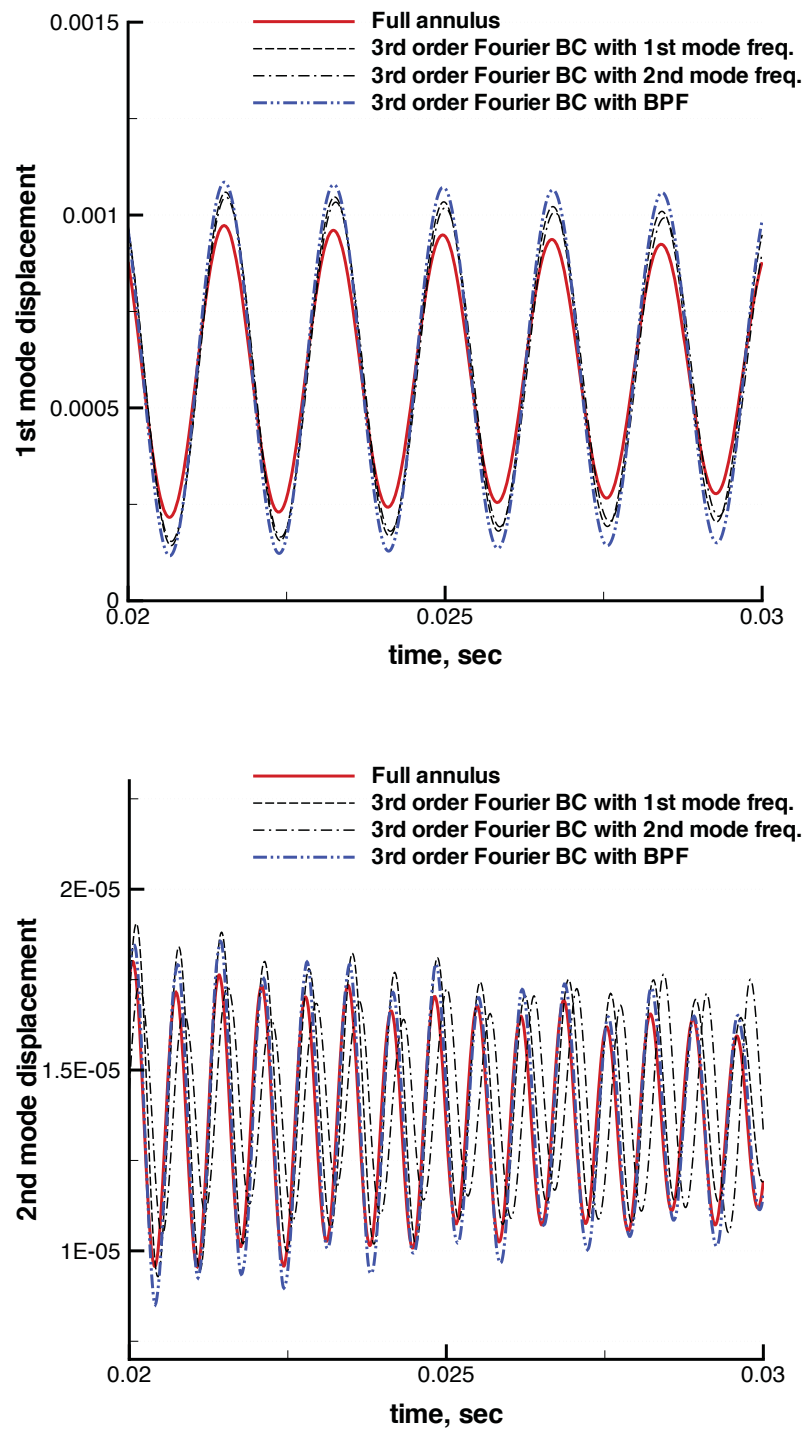 0.0015
Full annulus
3rd order Fourier BC with 1st mode freq.
3rd order Fourier BC with 2nd mode freq.
3rd order Fourier BC with BPF
1st mode displacement
0.001
0.0005
0
0.02
0.025
0.03
time, sec
Full annulus
3rd order Fourier BC with 1st mode freq.
3rd order Fourier BC with 2nd mode freq.
3rd order Fourier BC with BPF
2nd mode displacement
2E-05
1.5E-05
1E-05
0.02
0.025
0.03
time, sec